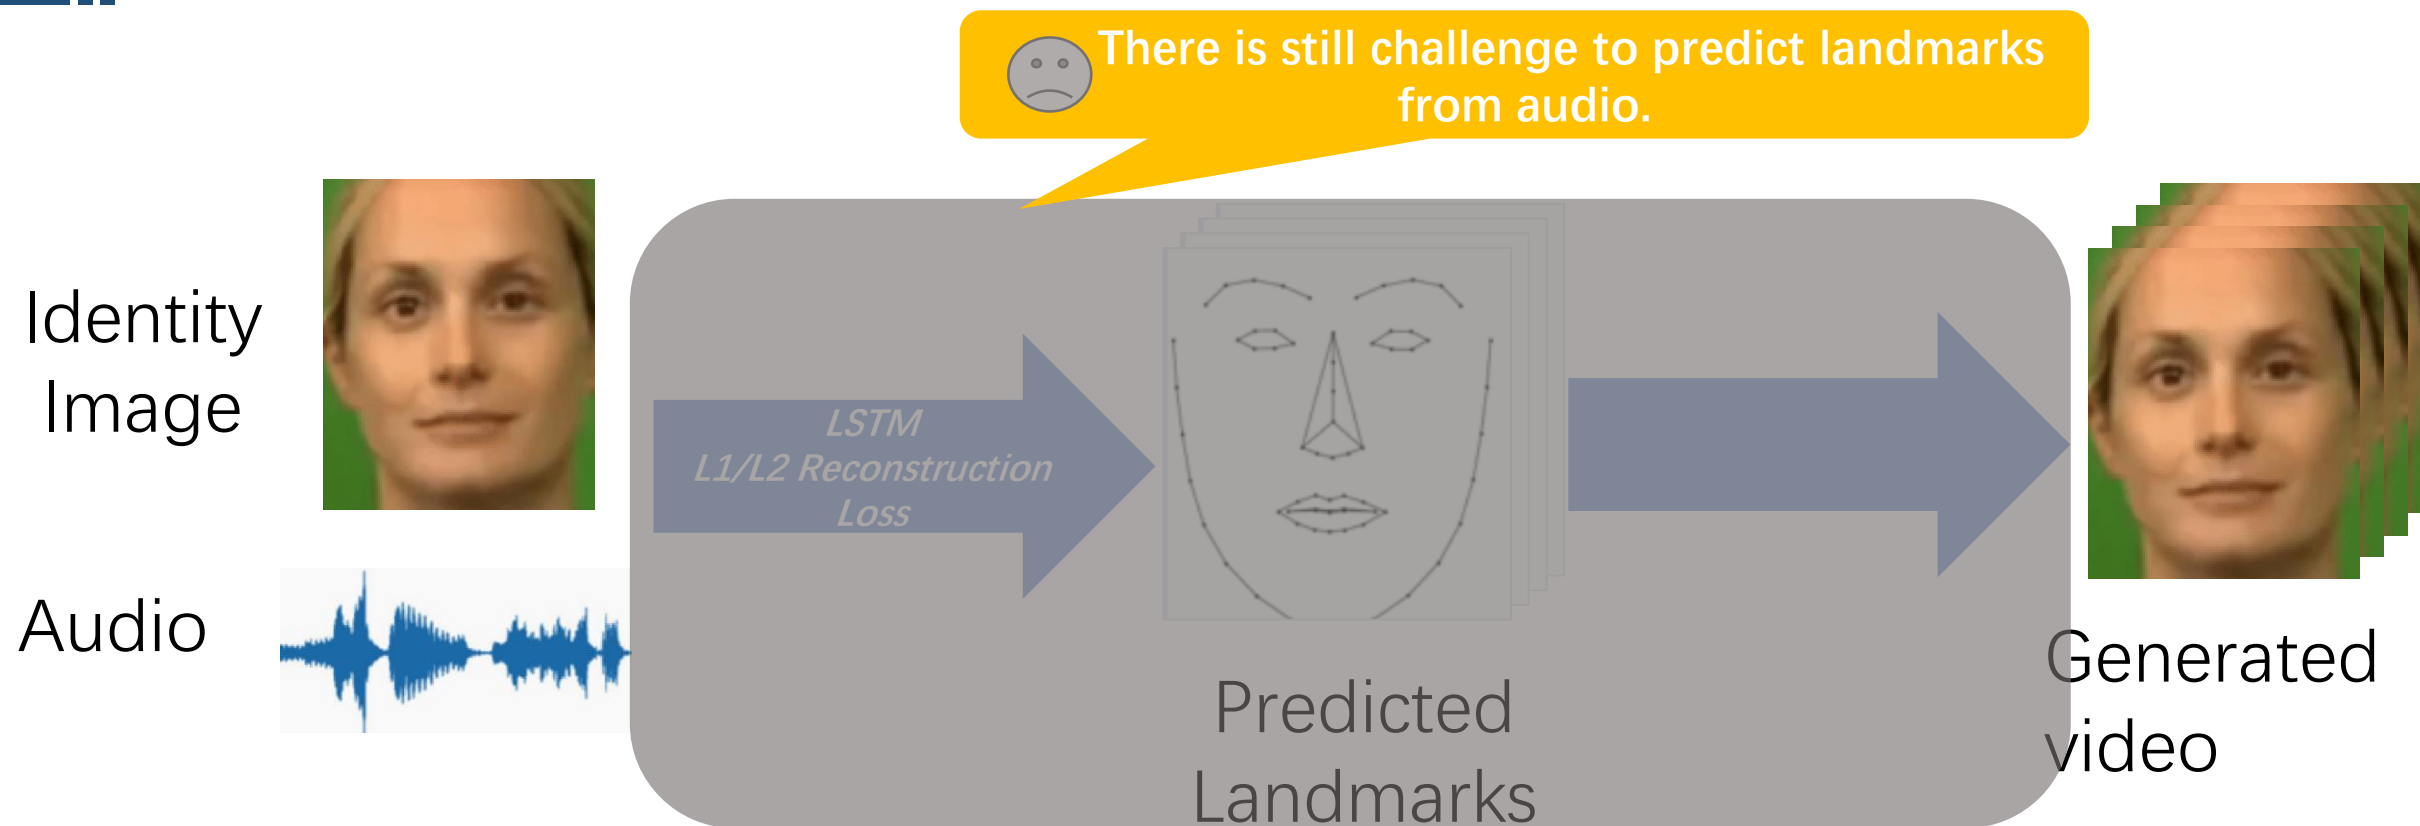 There is still challenge to predict landmarks
from audio.
Identity
Image
LSTM
L1/L2 Reconstruction
Loss
Audio
Predicted
Landmarks
Generated
video